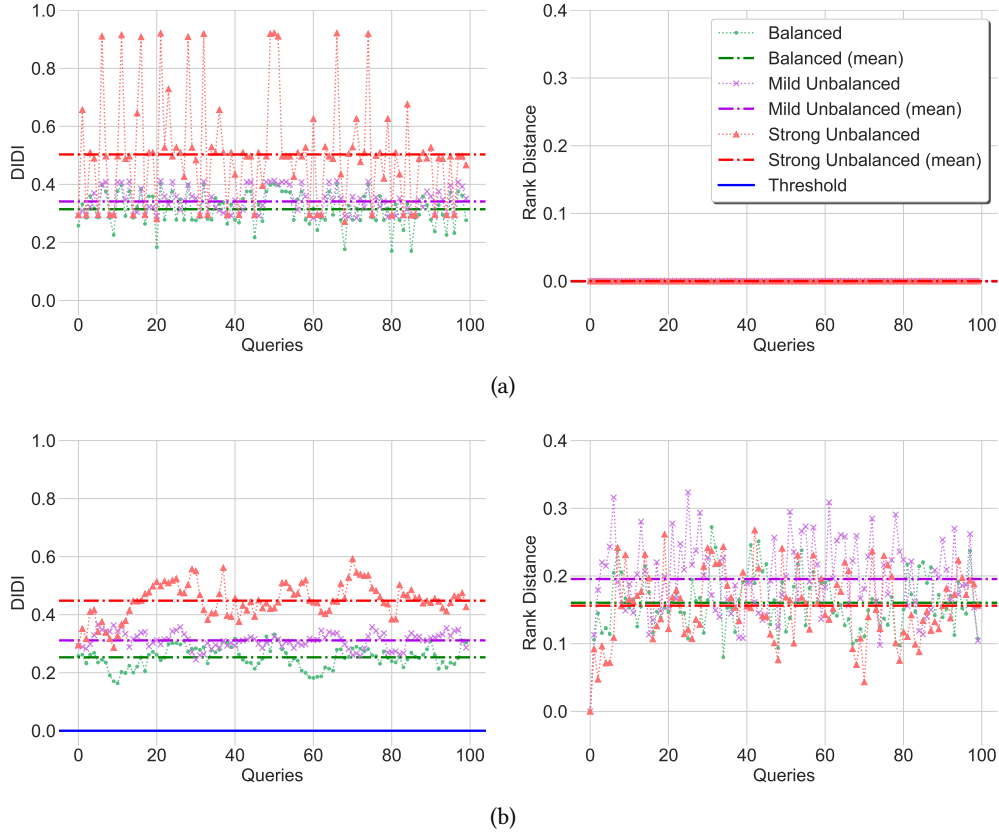 1.0
0.8
0.6
0.4
0.2
0.0
DIDI
0 20 40 60 80 100
Queries
0.4
0.3
0.2
0.1
0.0
Rank Distance
0 20 40 60 80 100
Queries
Balanced
Balanced (mean)
Mild Unbalanced
Mild Unbalanced (mean)
Strong Unbalanced
Strong Unbalanced (mean)
Threshold
(a)
1.0
0.8
0.6
0.4
0.2
0.0
DIDI
0 20 40 60 80 100
Queries
0.4
0.3
0.2
0.1
0.0
Rank Distance
0 20 40 60 80 100
Queries
(b)